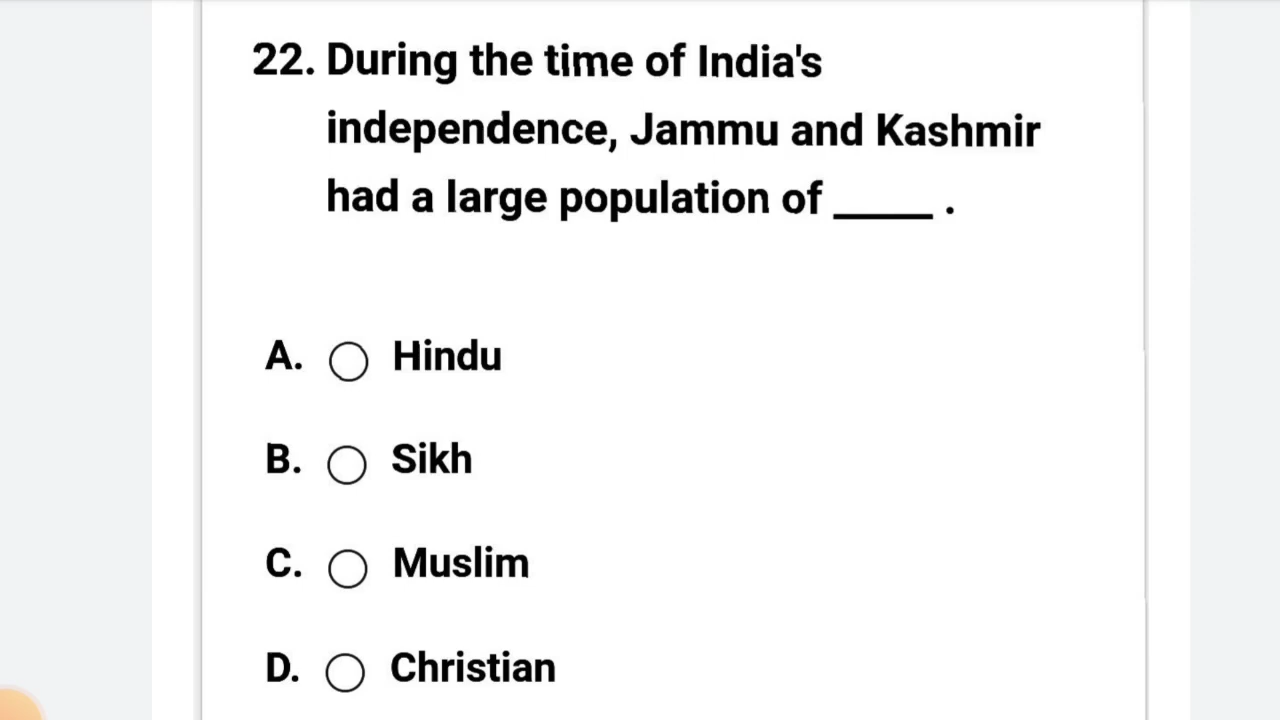 22. During the time of India's
independence, Jammu and Kashmir
had a large population of _____ .
A. Hindu
B. Sikh
C. Muslim
D. Christian